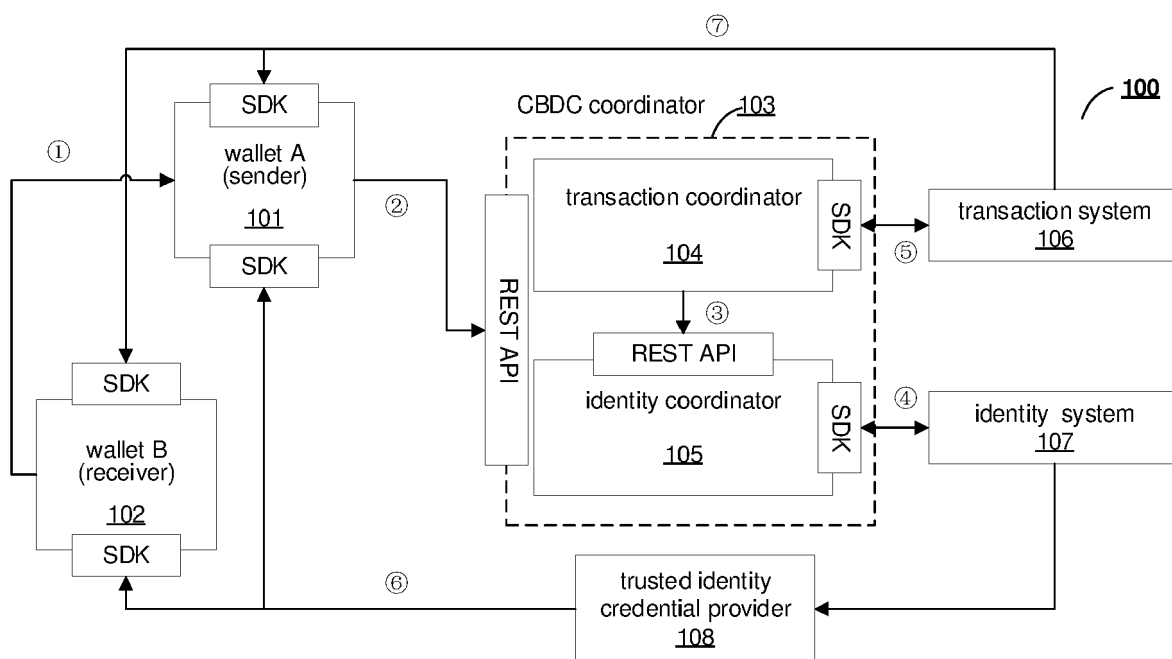 ⑦
SDK
CBDC coordinator 103
100
①
wallet A
(sender)
101
②
SDK
REST API
transaction coordinator
104
SDK
⑤
transaction system
106
③
REST API
identity coordinator
105
SDK
④
identity system
107
SDK
wallet B
(receiver)
102
SDK
⑥
trusted identity
credential provider
108